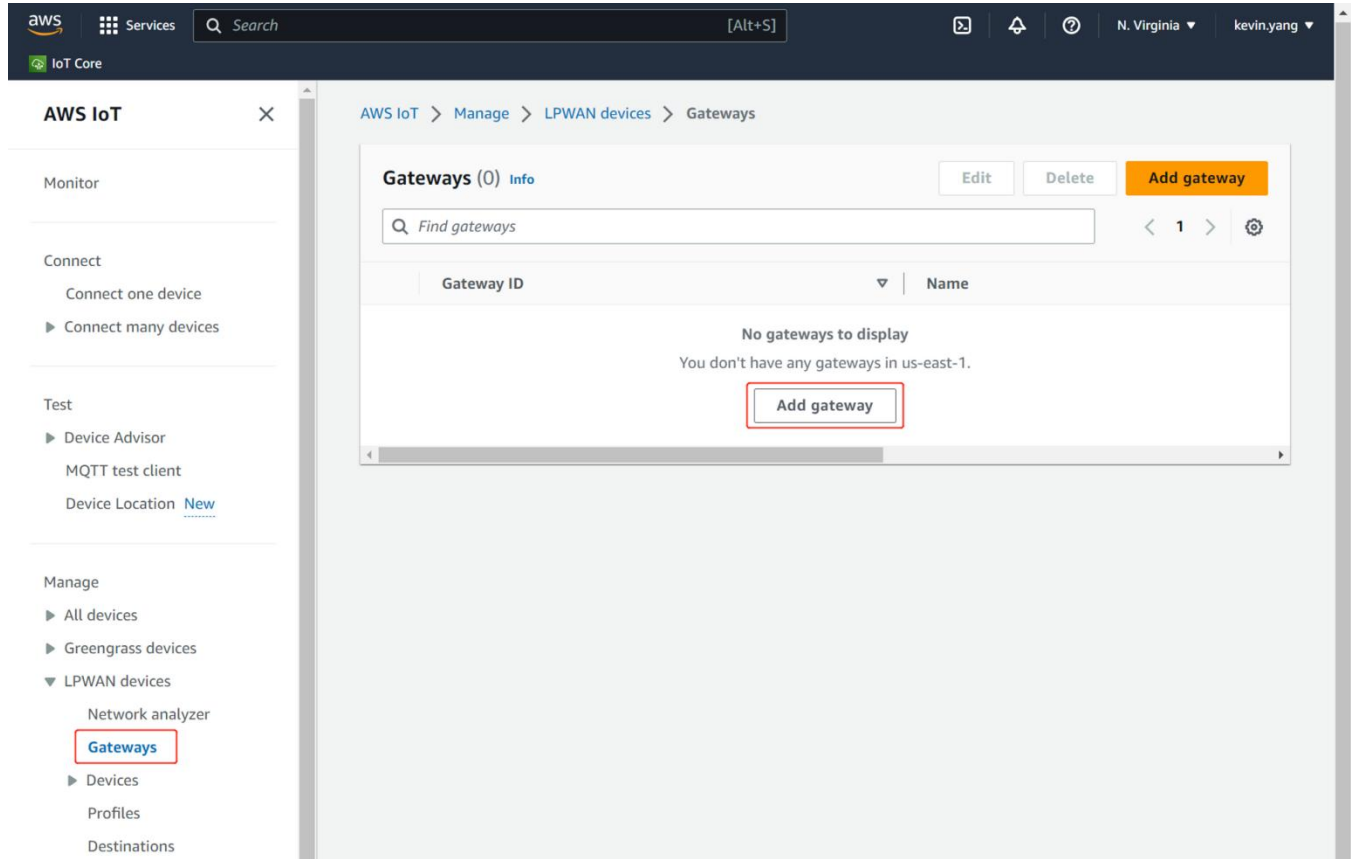 aws Services Search [Alt+S] N. Virginia kevin.yang
IoT Core
AWS IoT
Monitor
Connect
Connect one device
Connect many devices
Test
Device Advisor
MQTT test client
Device Location New
Manage
All devices
Greengrass devices
LPWAN devices
Network analyzer
Gateways
Devices
Profiles
Destinations
AWS IoT > Manage > LPWAN devices > Gateways
Gateways (0) Info Edit Delete Add gateway
Find gateways < 1 >
Gateway ID Name
No gateways to display
You don't have any gateways in us-east-1.
Add gateway